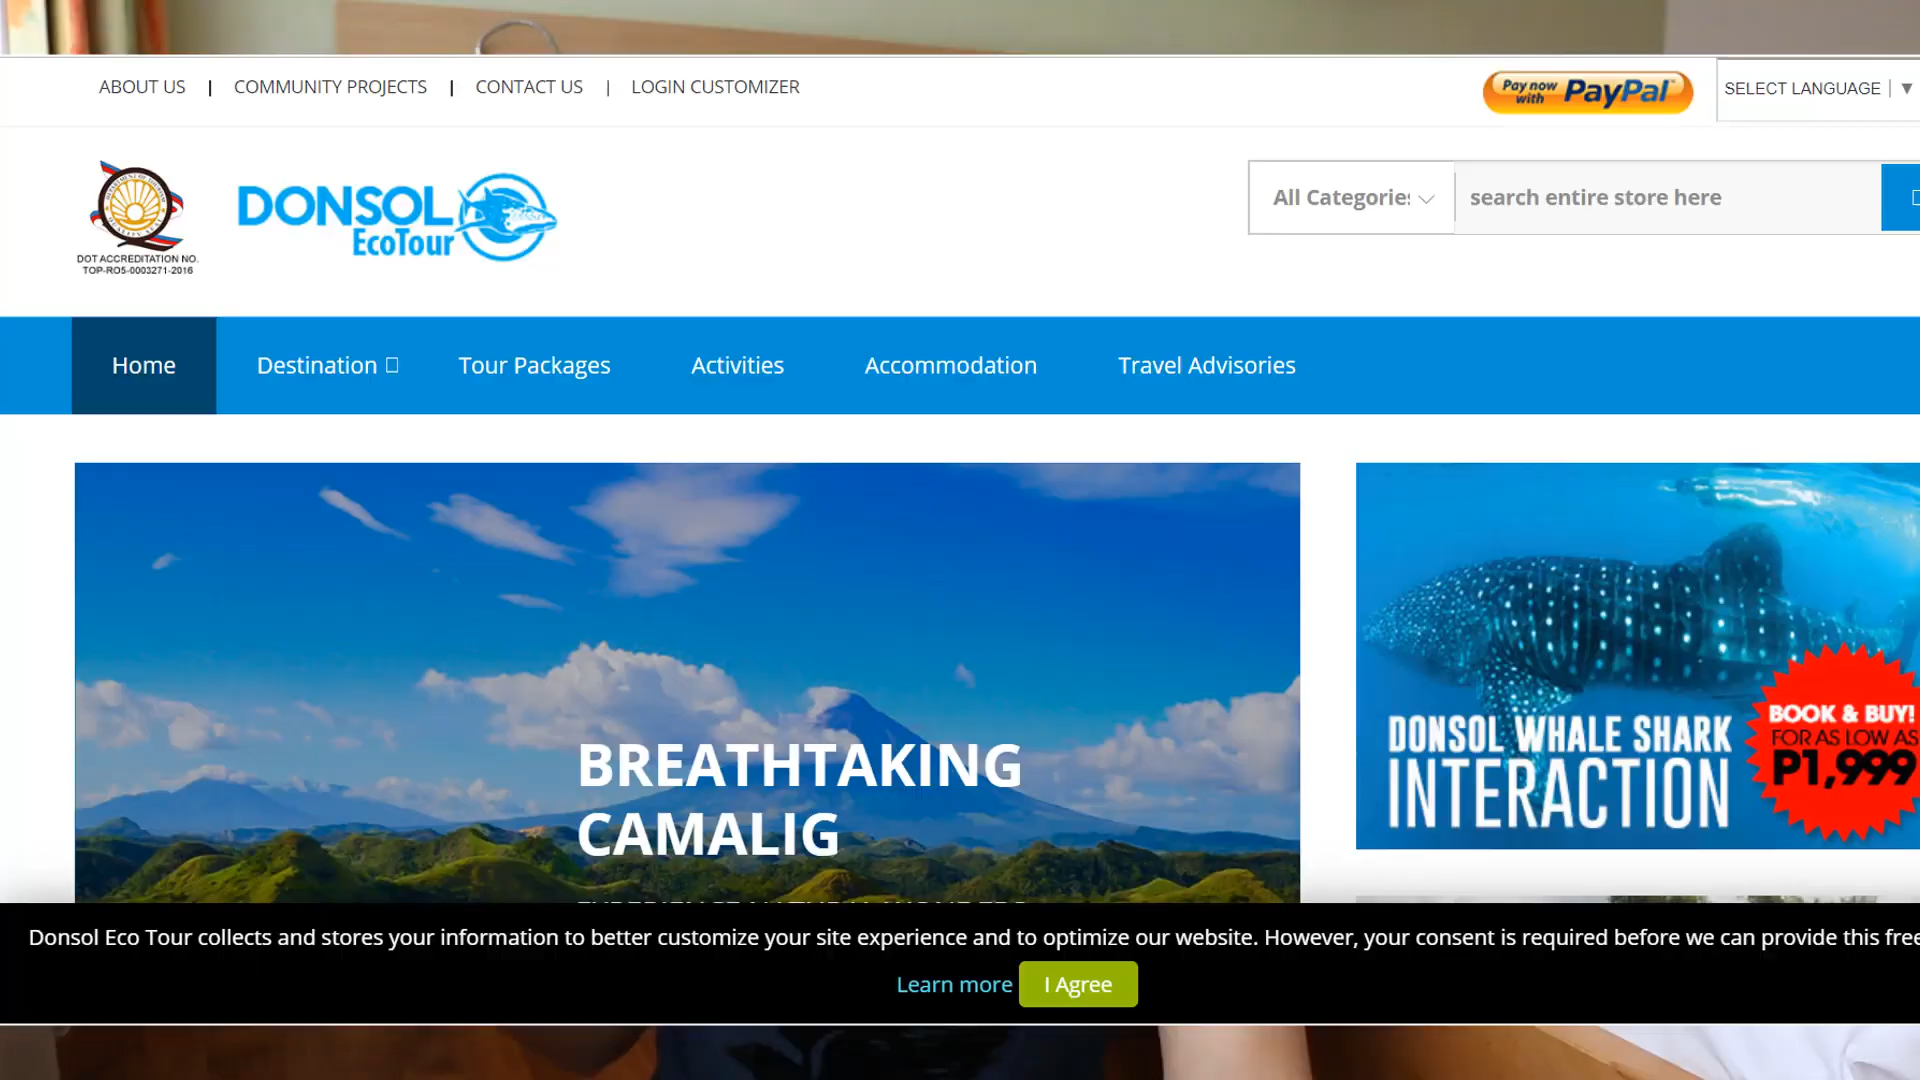 ABOUT US | COMMUNITY PROJECTS | CONTACT US | LOGIN CUSTOMIZER
Pay now with PayPal
SELECT LANGUAGE | ▼
DEPARTMENT OF TOURISM
DOT ACCREDITATION NO.
TOP-RO5-0003271-2016
DONSOL
EcoTour
All Categories
search entire store here
Home Destination Tour Packages Activities Accommodation Travel Advisories
BREATHTAKING
CAMALIG
DONSOL WHALE SHARK
INTERACTION
BOOK & BUY!
FOR AS LOW AS
P1,999
Donsol Eco Tour collects and stores your information to better customize your site experience and to optimize our website. However, your consent is required before we can provide this free
Learn more I Agree